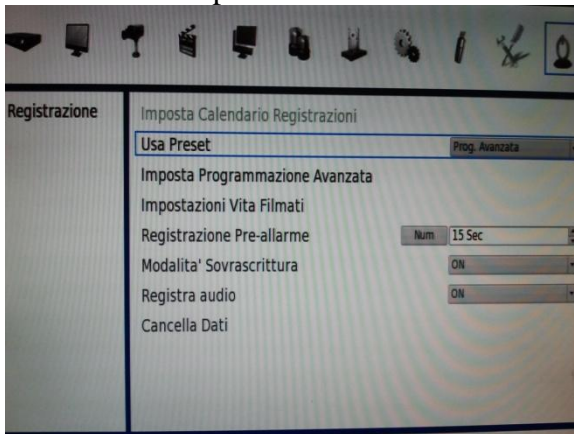 Registrazione
Imposta Calendario Registrazioni
Usa Preset Prog. Avanzata
Imposta Programmazione Avanzata
Impostazioni Vita Filmati
Registrazione Pre-allarme Num 15 Sec
Modalita' Sovrascrittura ON
Registra audio ON
Cancella Dati